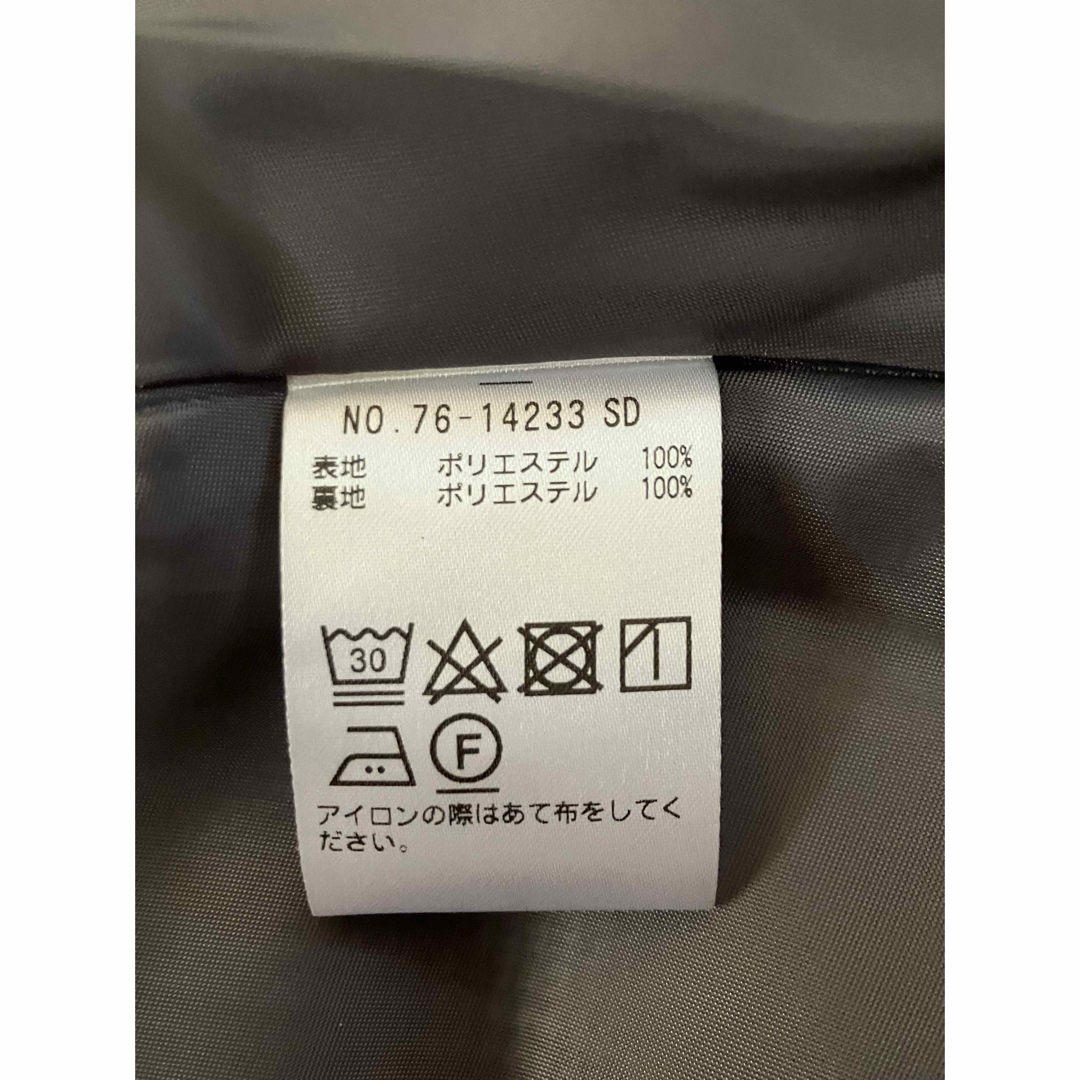 NO.76-14233 SD
表地 ポリエステル 100%
裏地 ポリエステル 100%
30
F
アイロンの際はあて布をしてく
ださい。